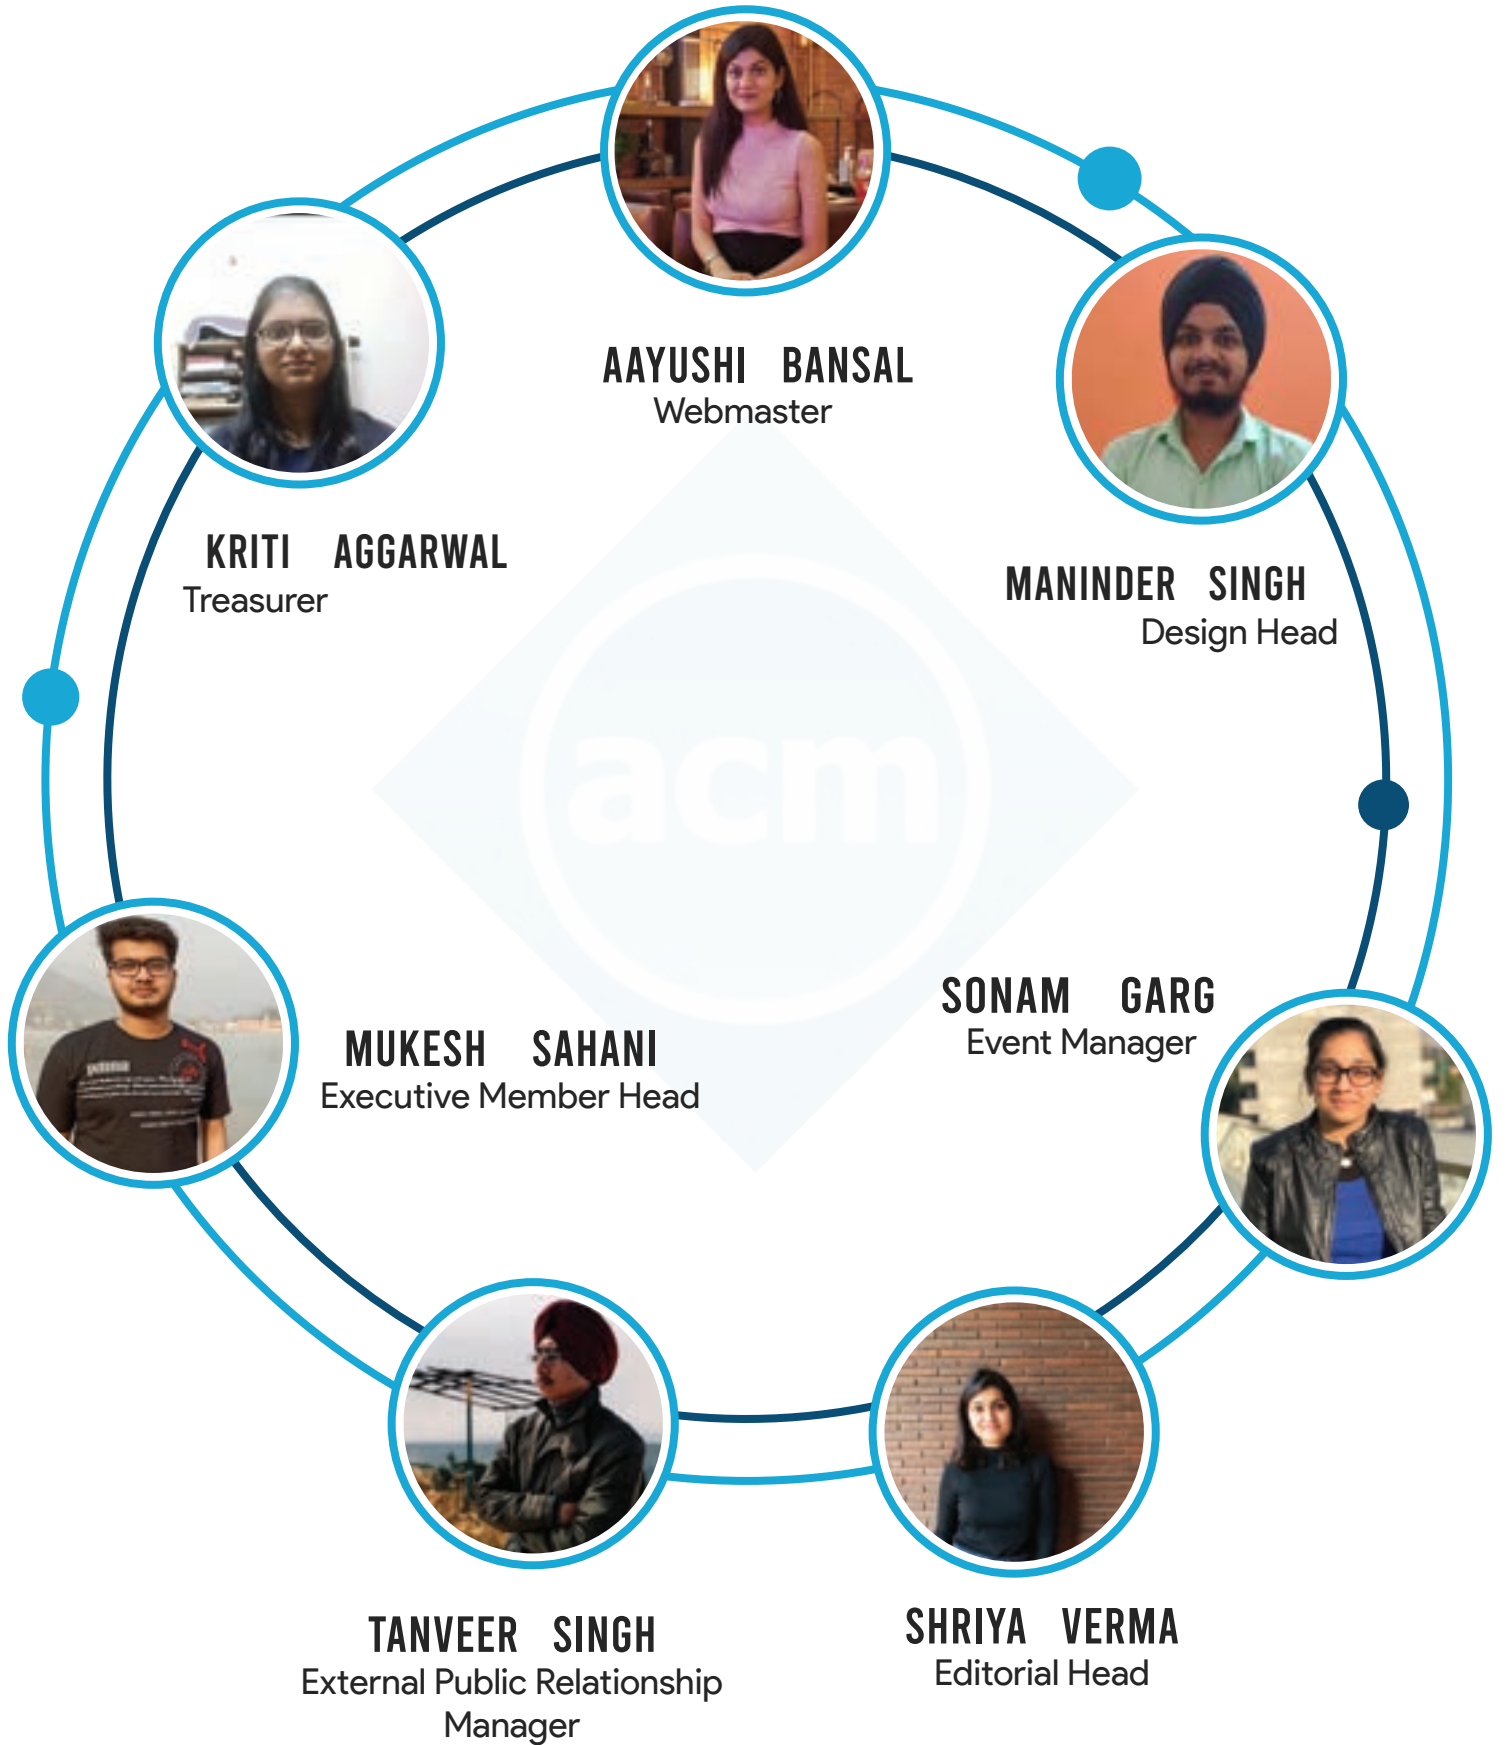 AAYUSHI BANSAL
Webmaster
KRITI AGGARWAL
Treasurer
MANINDER SINGH
Design Head
acm
MUKESH SAHANI
Executive Member Head
SONAM GARG
Event Manager
TANVEER SINGH
External Public Relationship
Manager
SHRIYA VERMA
Editorial Head